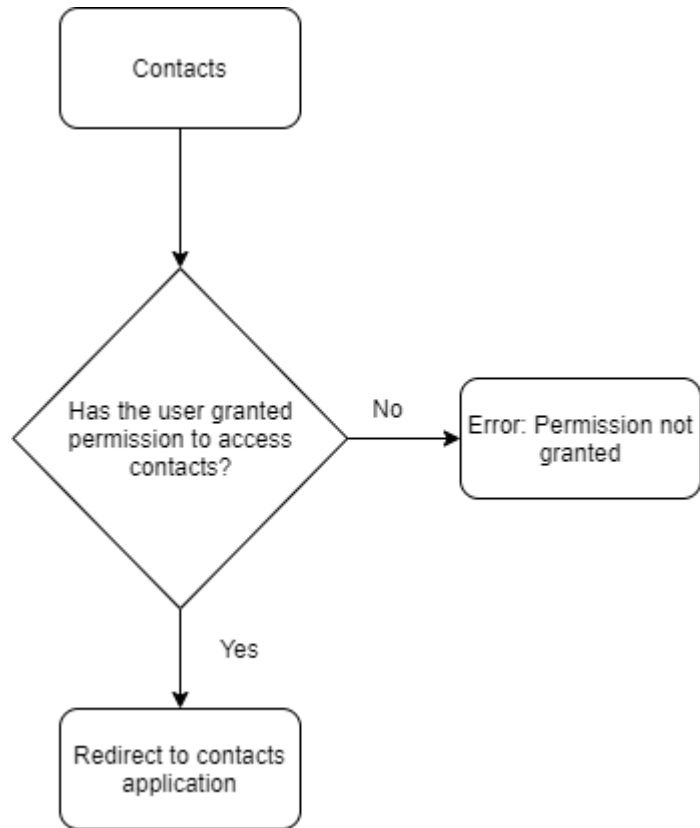 Contacts
Has the user granted
permission to access
contacts?
No
Error: Permission not
granted
Yes
Redirect to contacts
application